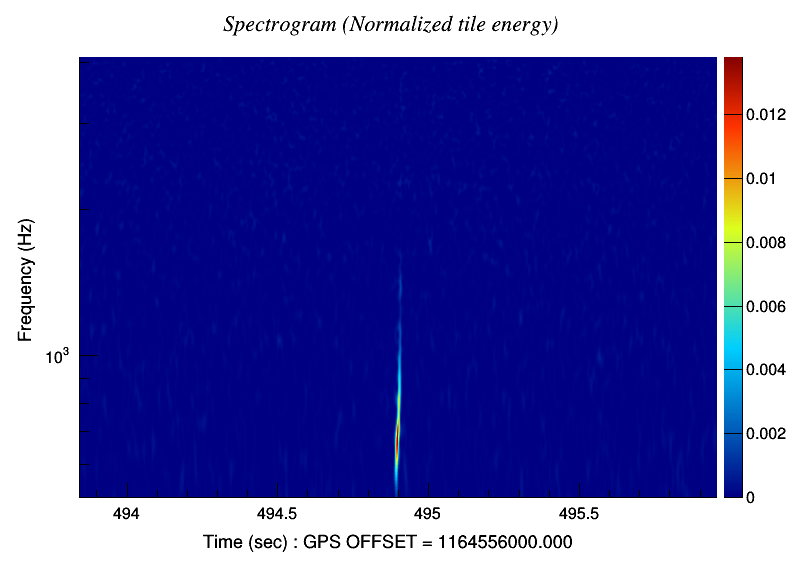 Spectrogram (Normalized tile energy)
0.012
0.01
0.008
0.006
0.004
0.002
0
Frequency (Hz)
10³
494 494.5 495 495.5
Time (sec) : GPS OFFSET = 1164556000.000